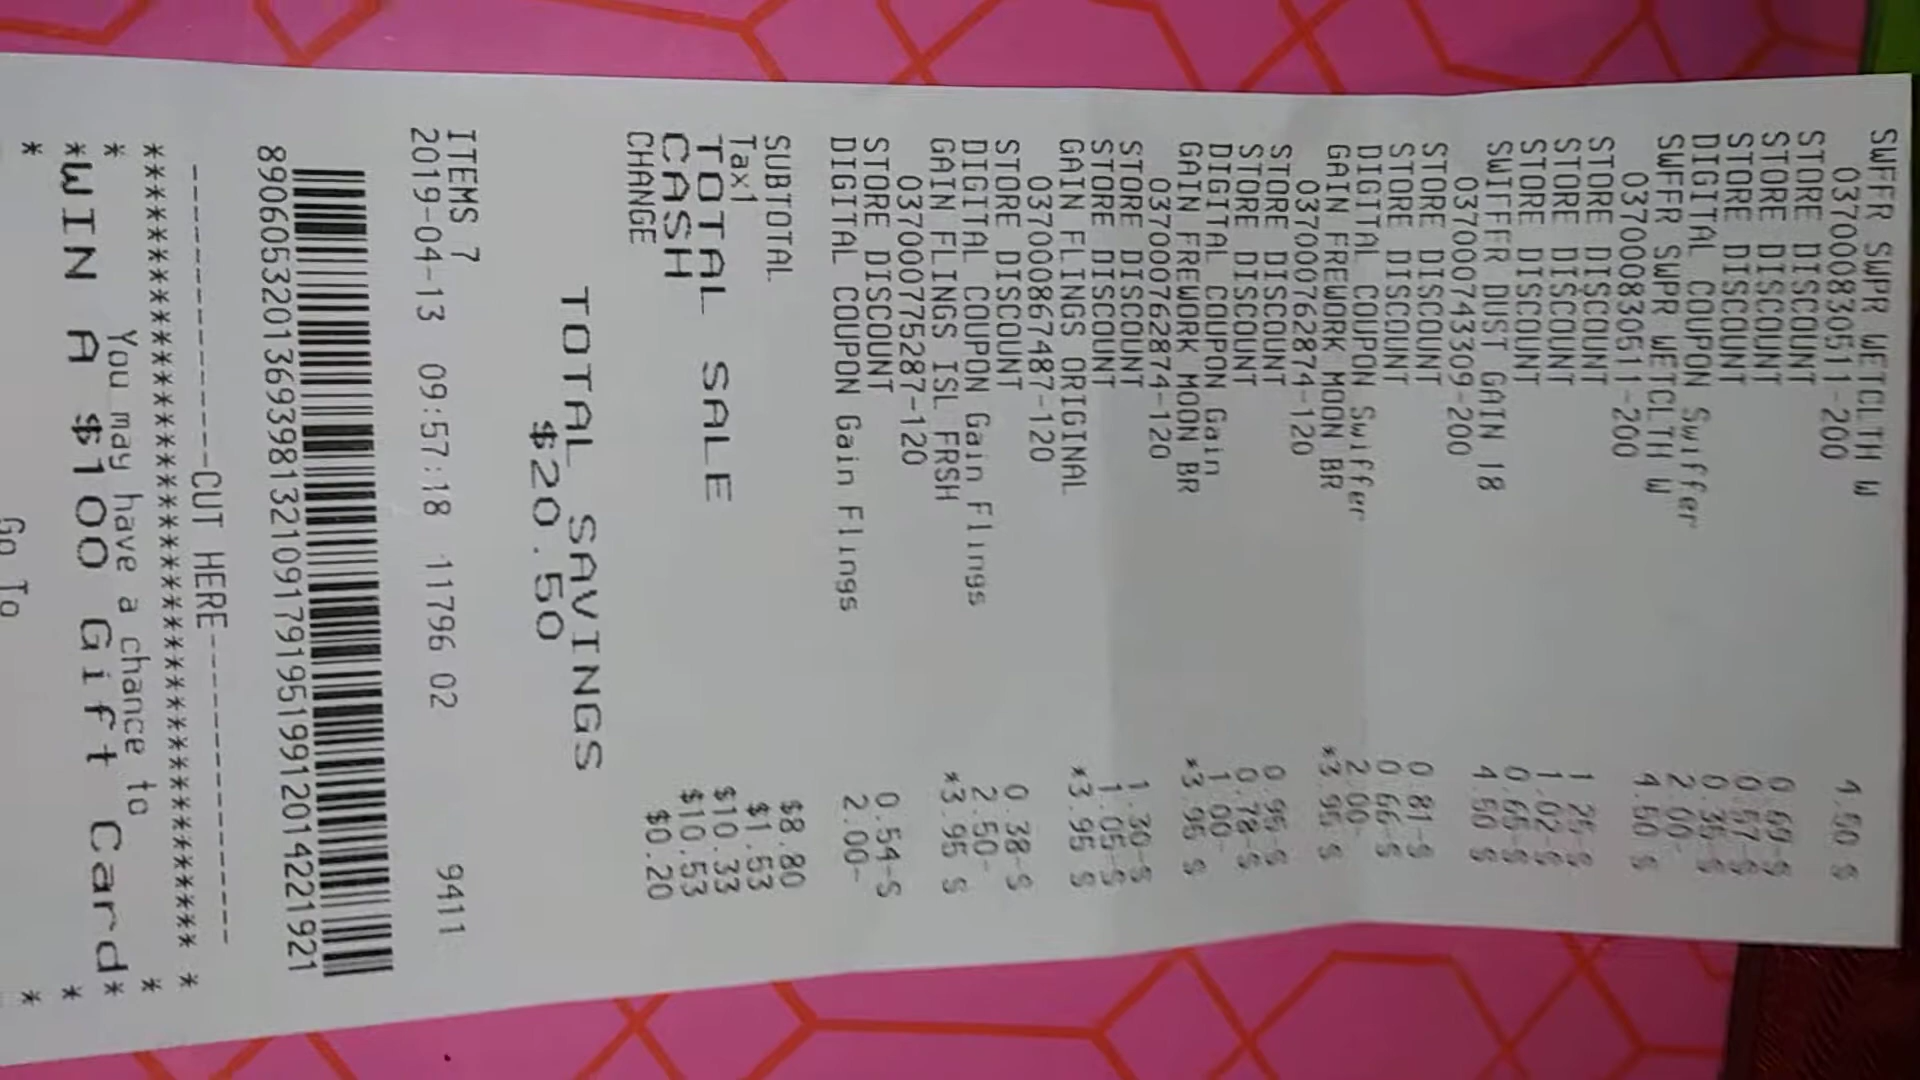 SWFFR SWPR WETCLTH W 4.50 S
037000830511-200
STORE DISCOUNT 0.69-S
STORE DISCOUNT 0.57-S
STORE DISCOUNT 0.35-S
DIGITAL COUPON Swiffer 2.00-
SWFFR SWPR WETCLTH W 4.50 S
037000830511-200
STORE DISCOUNT 1.25-S
STORE DISCOUNT 1.02-S
STORE DISCOUNT 0.65-S
SWIFFER DUST GAIN 18 4.50 S
037000743309-200
STORE DISCOUNT 0.81-S
STORE DISCOUNT 0.66-S
DIGITAL COUPON Swiffer 2.00-
GAIN FREWORK MOON BR *3.95 S
037000762874-120
STORE DISCOUNT 0.95-S
STORE DISCOUNT 0.78-S
DIGITAL COUPON Gain 1.00-
GAIN FREWORK MOON BR *3.95 S
037000762874-120
STORE DISCOUNT 1.30-S
STORE DISCOUNT 1.05-S
GAIN FLINGS ORIGINAL *3.95 S
037000867487-120
STORE DISCOUNT 0.38-S
DIGITAL COUPON Gain Flings 2.50-
GAIN FLINGS ISL FRSH *3.95 S
037000775287-120
STORE DISCOUNT 0.54-S
DIGITAL COUPON Gain Flings 2.00-
SUBTOTAL $8.80
Tax1 $1.53
TOTAL SALE $10.33
CASH $10.53
CHANGE $0.20
TOTAL SAVINGS
$20.50
ITEMS 7
2019-04-13 09:57:18 11796 02 9411
890605320136939813210917919519912014221921
-------------CUT HERE-------------
************************************
* You may have a chance to *
*WIN A $100 Gift Card*
* *
Go To